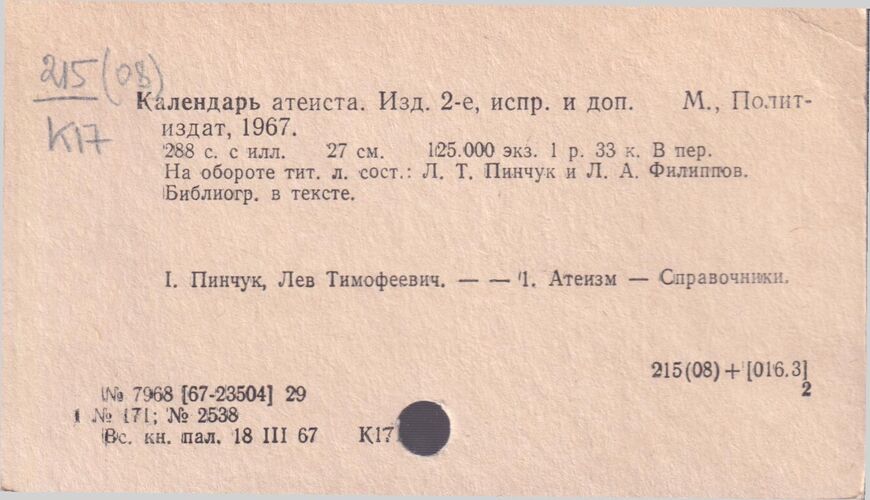 215(08)
К17
Календарь атеиста. Изд. 2-е, испр. и доп. М., Полит-
издат, 1967.
288 с. с илл. 27 см. 125.000 экз. 1 р. 33 к. В пер.
На обороте тит. л. сост.: Л. Т. Пинчук и Л. А. Филиппов.
Библиогр. в тексте.
I. Пинчук, Лев Тимофеевич. — — 1. Атеизм — Справочники.
215(08)+[016.3]
2
№ 7968 [67-23504] 29
1 № 171; № 2538
Вс. кн. пал. 18 III 67 К17